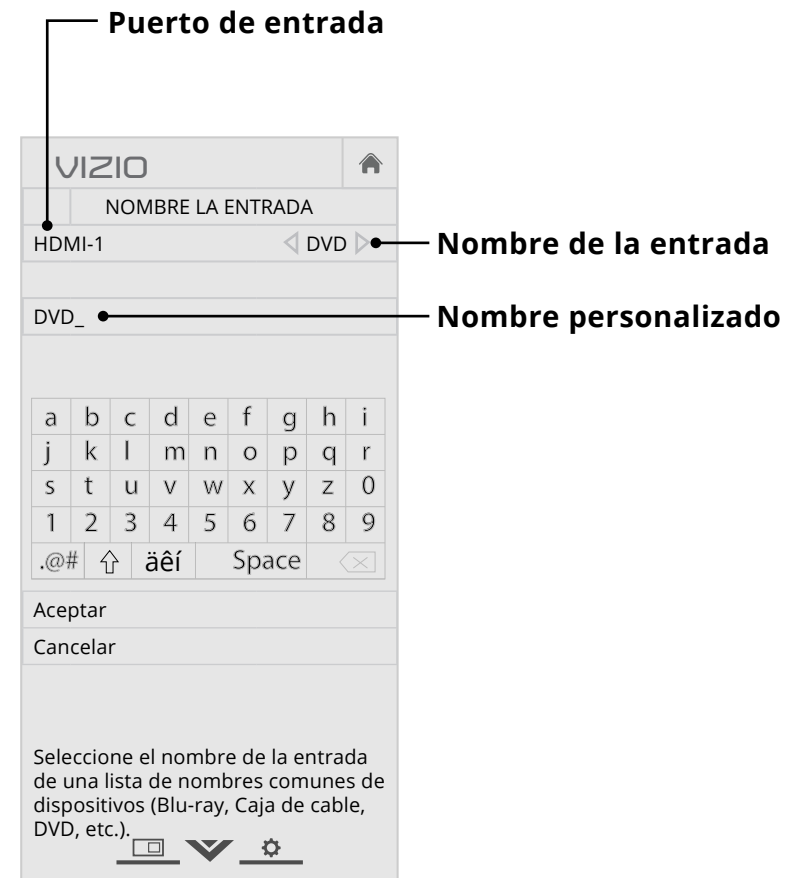 Puerto de entrada
VIZIO
NOMBRE LA ENTRADA
HDMI-1 DVD
Nombre de la entrada
DVD_
Nombre personalizado
a b c d e f g h i
j k l m n o p q r
s t u v w x y z 0
1 2 3 4 5 6 7 8 9
.@# äêí Space
Aceptar
Cancelar
Seleccione el nombre de la entrada
de una lista de nombres comunes de
dispositivos (Blu-ray, Caja de cable,
DVD, etc.).